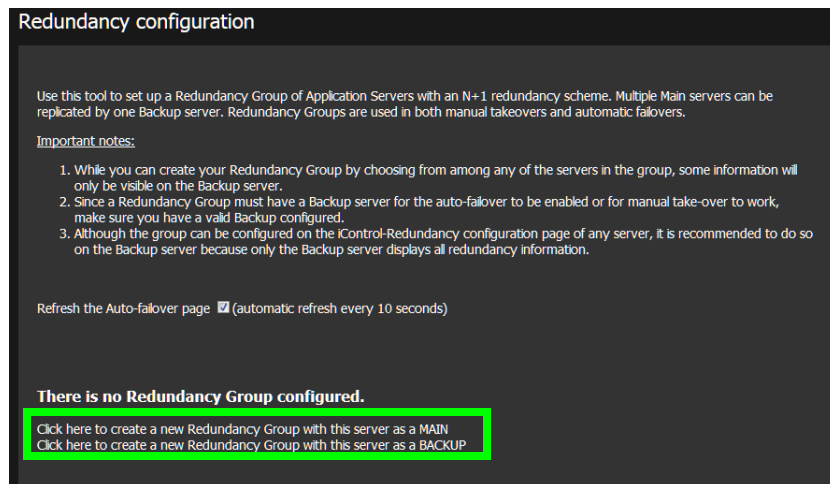 Redundancy configuration
Use this tool to set up a Redundancy Group of Application Servers with an N+1 redundancy scheme. Multiple Main servers can be
replicated by one Backup server. Redundancy Groups are used in both manual takeovers and automatic failovers.
Important notes:
1. While you can create your Redundancy Group by choosing from among any of the servers in the group, some information will
only be visible on the Backup server.
2. Since a Redundancy Group must have a Backup server for the auto-failover to be enabled or for manual take-over to work,
make sure you have a valid Backup configured.
3. Although the group can be configured on the iControl-Redundancy configuration page of any server, it is recommended to do so
on the Backup server because only the Backup server displays all redundancy information.
Refresh the Auto-failover page (automatic refresh every 10 seconds)
There is no Redundancy Group configured.
Click here to create a new Redundancy Group with this server as a MAIN
Click here to create a new Redundancy Group with this server as a BACKUP